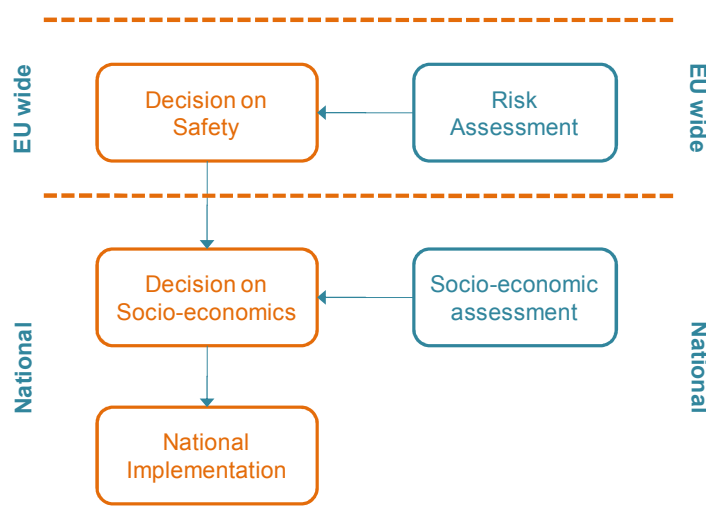 EU wide
Decision on
Safety
Risk
Assessment
EU wide
National
Decision on
Socio-economics
Socio-economic
assessment
National
National
Implementation